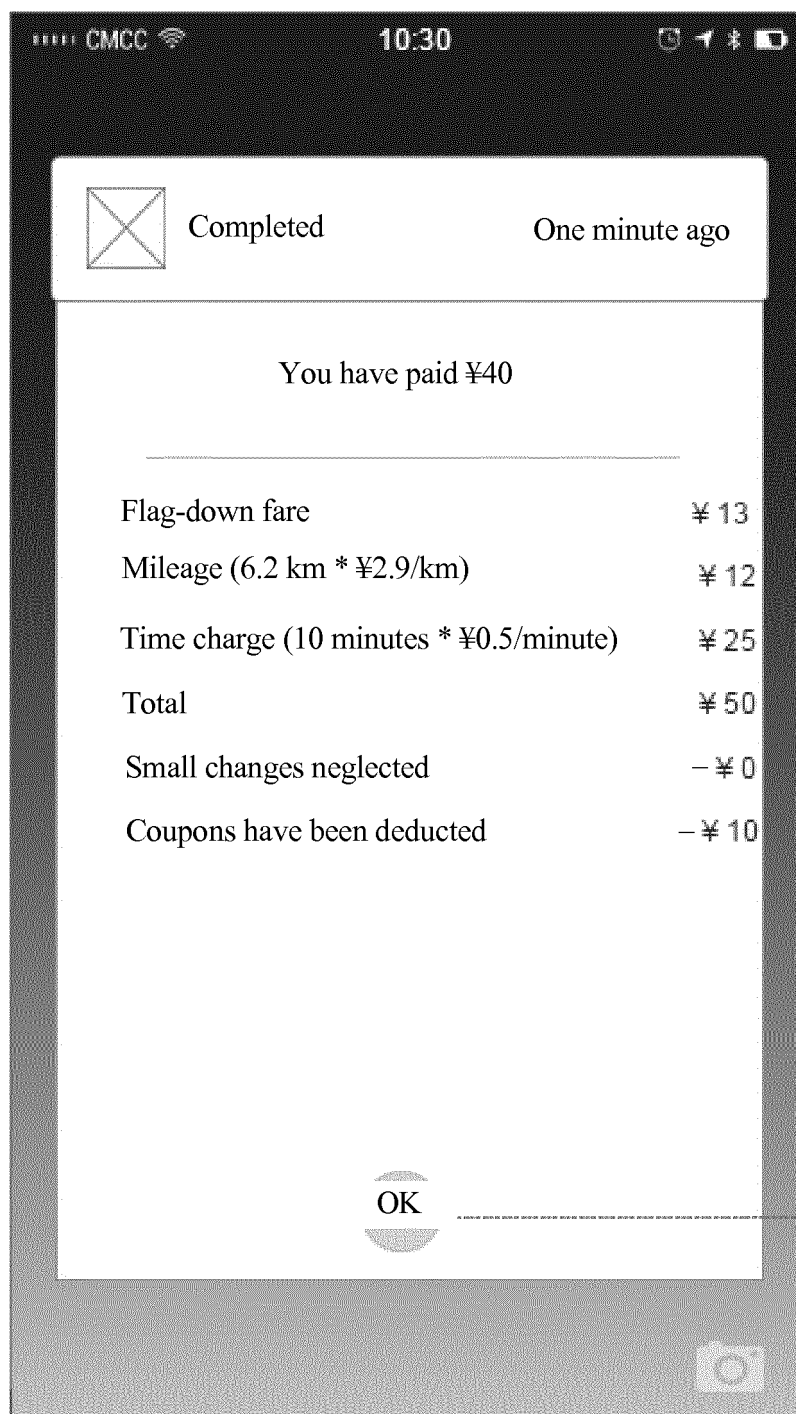 CMCC 10:30
Completed One minute ago
You have paid ¥40
Flag-down fare ¥ 13
Mileage (6.2 km * ¥2.9/km) ¥ 12
Time charge (10 minutes * ¥0.5/minute) ¥ 25
Total ¥ 50
Small changes neglected –¥ 0
Coupons have been deducted –¥ 10
OK